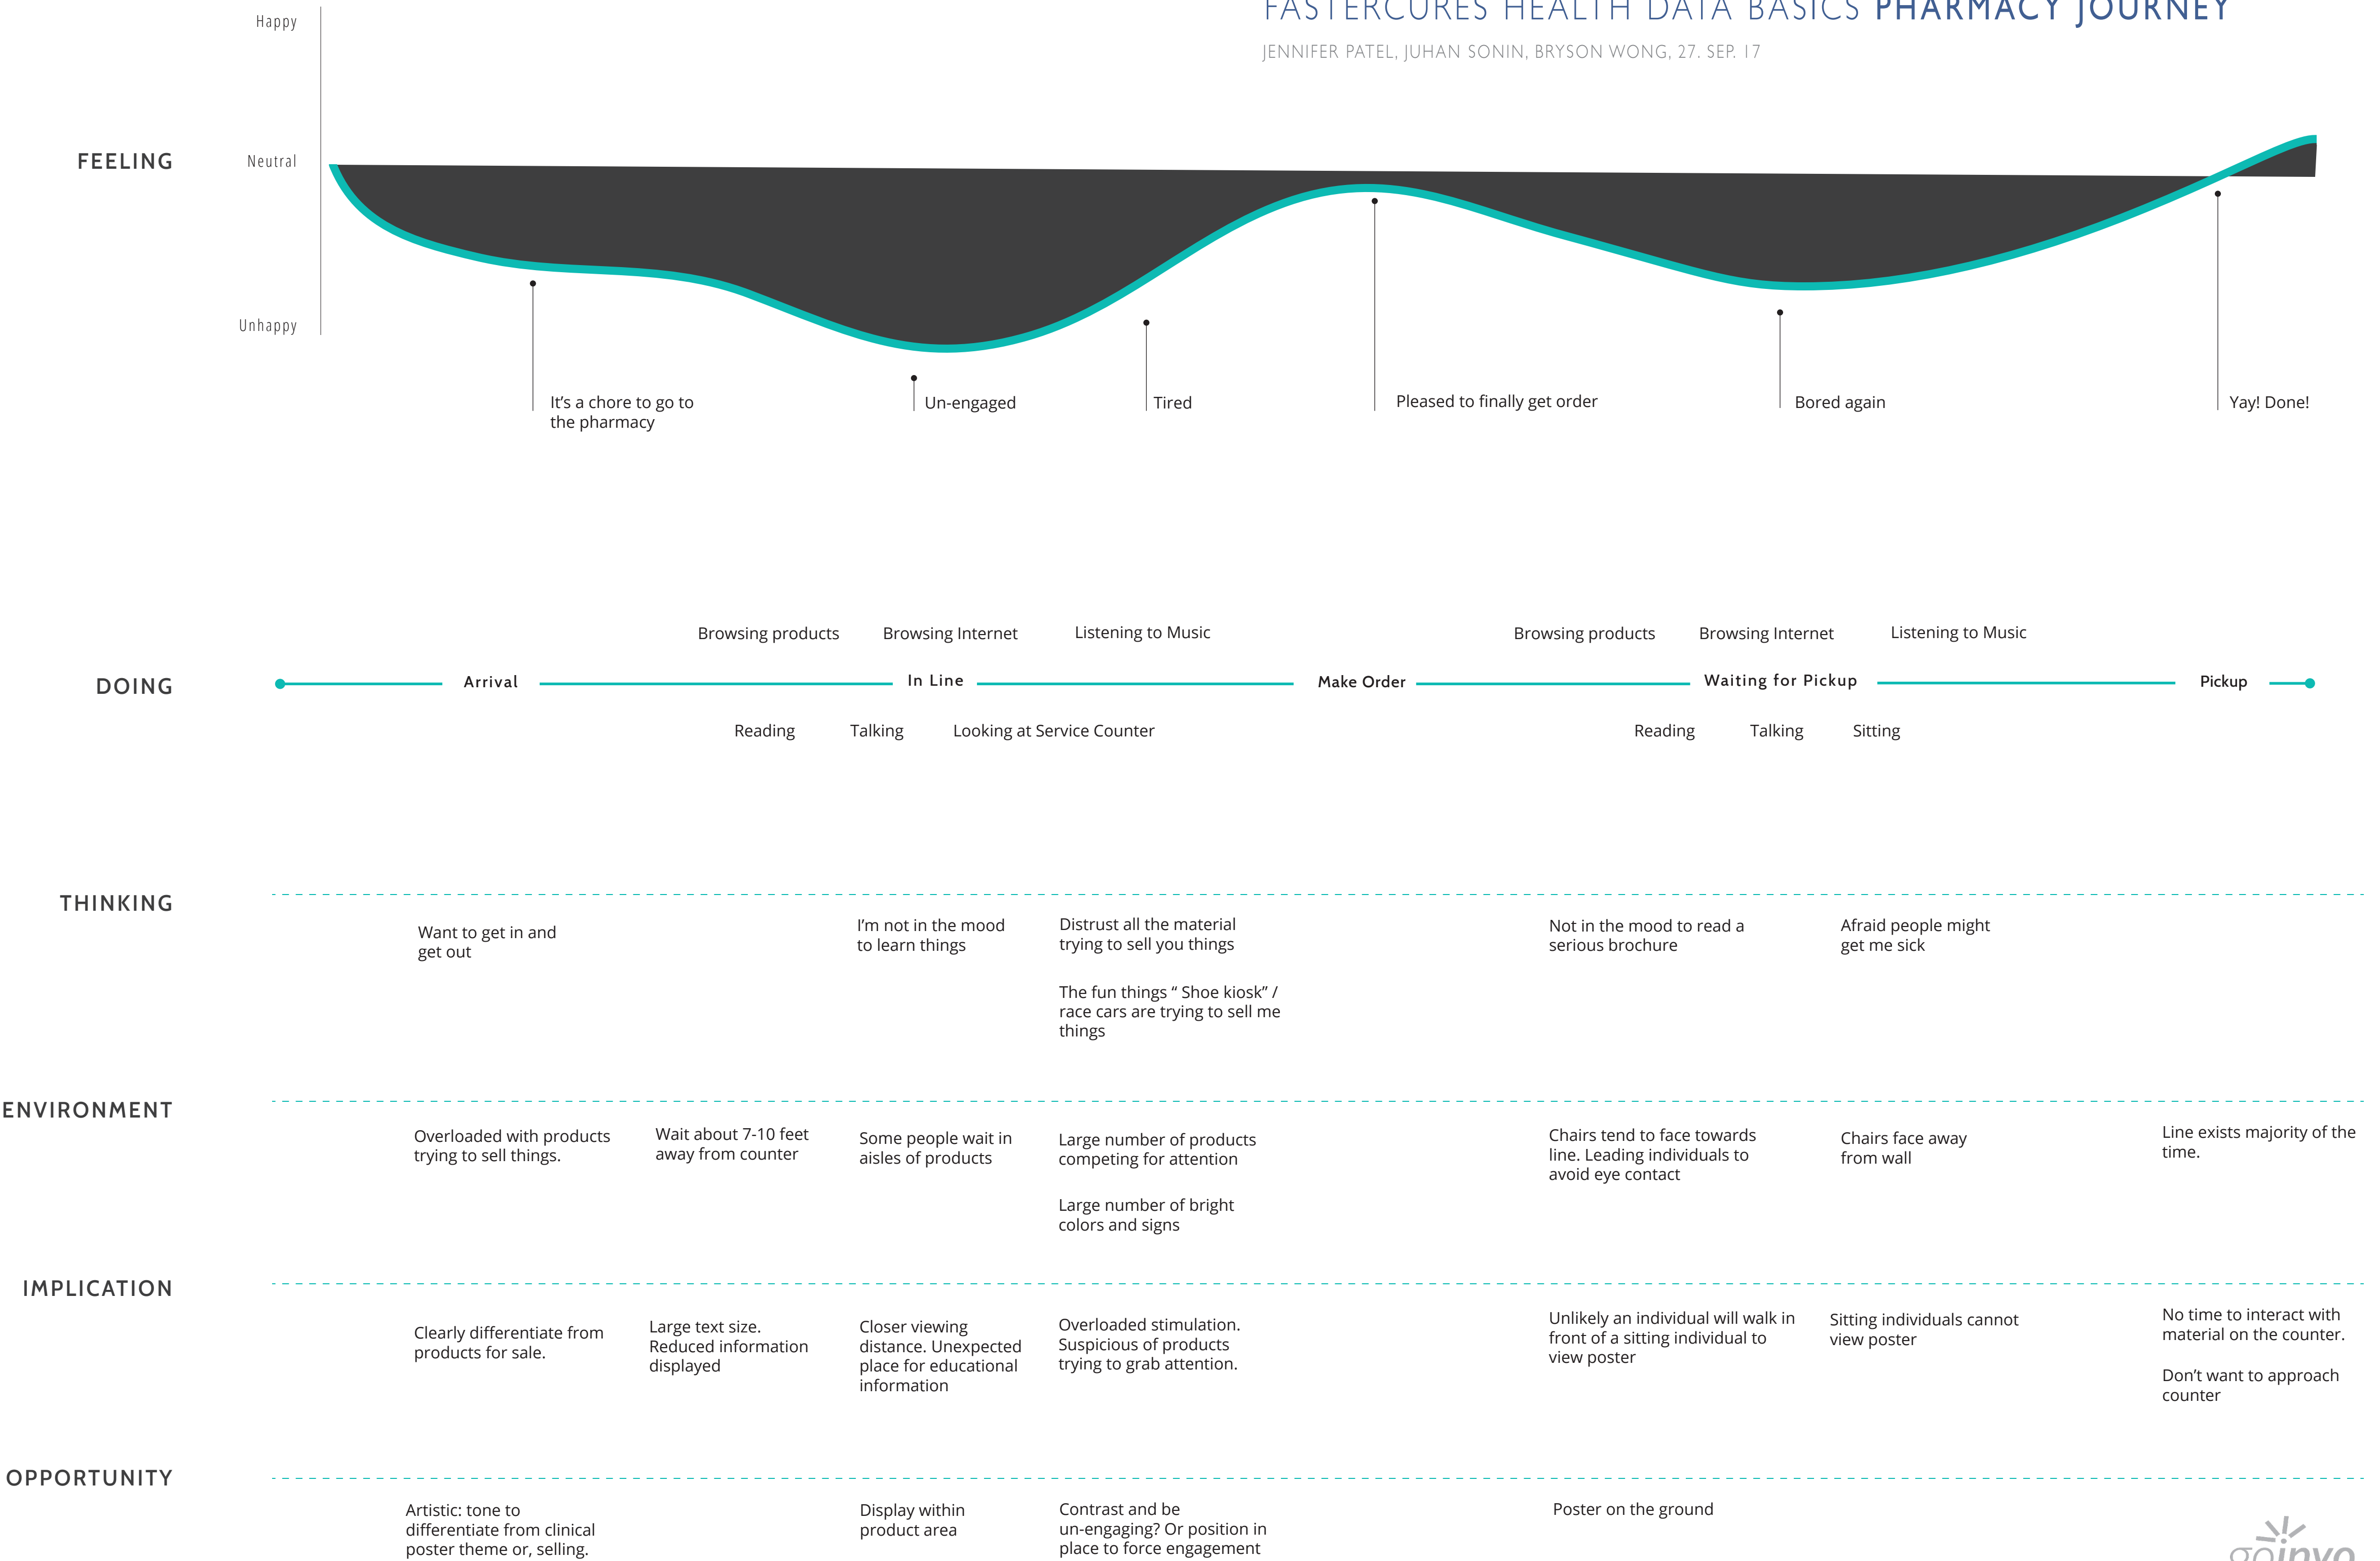 FASTERCURES HEALTH DATA BASICS PHARMACY JOURNEY
JENNIFER PATEL, JUHAN SONIN, BRYSON WONG, 27. SEP. 17
Happy
FEELING
Neutral
Unhappy
It’s a chore to go to
the pharmacy
Un-engaged
Tired
Pleased to finally get order
Bored again
Yay! Done!
Browsing products
Browsing Internet
Listening to Music
Browsing products
Browsing Internet
Listening to Music
DOING
Arrival
In Line
Make Order
Waiting for Pickup
Pickup
Reading
Talking
Looking at Service Counter
Reading
Talking
Sitting
THINKING
Want to get in and
get out
I’m not in the mood
to learn things
Distrust all the material
trying to sell you things
The fun things “ Shoe kiosk” /
race cars are trying to sell me
things
Not in the mood to read a
serious brochure
Afraid people might
get me sick
ENVIRONMENT
Overloaded with products
trying to sell things.
Wait about 7-10 feet
away from counter
Some people wait in
aisles of products
Large number of products
competing for attention
Large number of bright
colors and signs
Chairs tend to face towards
line. Leading individuals to
avoid eye contact
Chairs face away
from wall
Line exists majority of the
time.
IMPLICATION
Clearly differentiate from
products for sale.
Large text size.
Reduced information
displayed
Closer viewing
distance. Unexpected
place for educational
information
Overloaded stimulation.
Suspicious of products
trying to grab attention.
Unlikely an individual will walk in
front of a sitting individual to
view poster
Sitting individuals cannot
view poster
No time to interact with
material on the counter.
Don’t want to approach
counter
OPPORTUNITY
Artistic: tone to
differentiate from clinical
poster theme or, selling.
Display within
product area
Contrast and be
un-engaging? Or position in
place to force engagement
Poster on the ground
goinvo